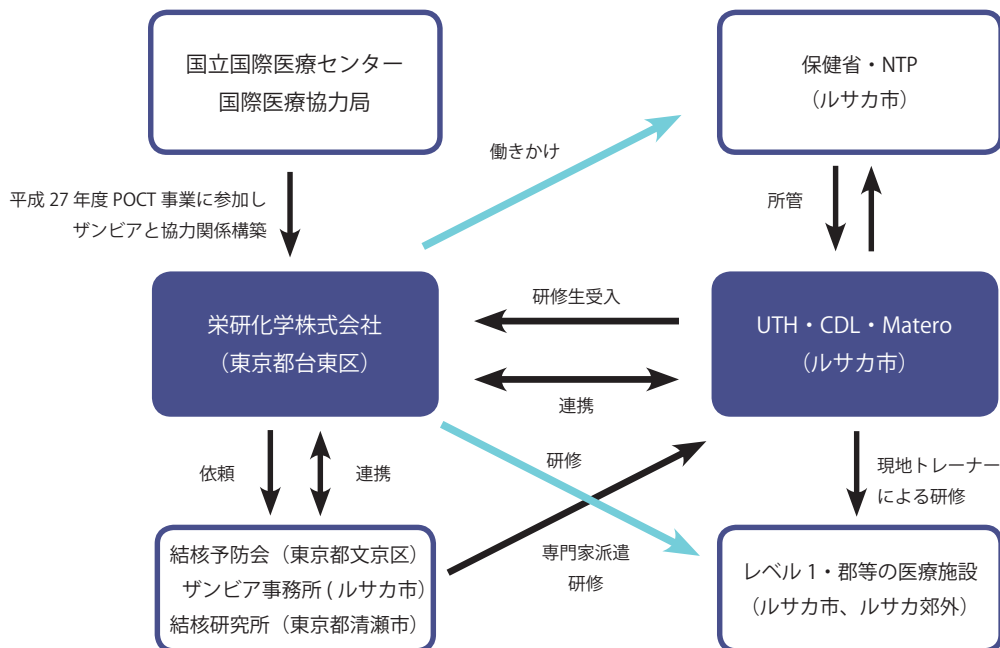 国立国際医療センター
国際医療協力局
保健省・NTP
（ルサカ市）
働きかけ
平成 27 年度 POCT 事業に参加し
ザンビアと協力関係構築
所管
栄研化学株式会社
（東京都台東区）
研修生受入
連携
UTH・CDL・Matero
（ルサカ市）
依頼
連携
研修
現地トレーナー
による研修
結核予防会（東京都文京区）
ザンビア事務所 ( ルサカ市）
結核研究所（東京都清瀬市）
専門家派遣
研修
レベル 1・郡等の医療施設
（ルサカ市、ルサカ郊外）